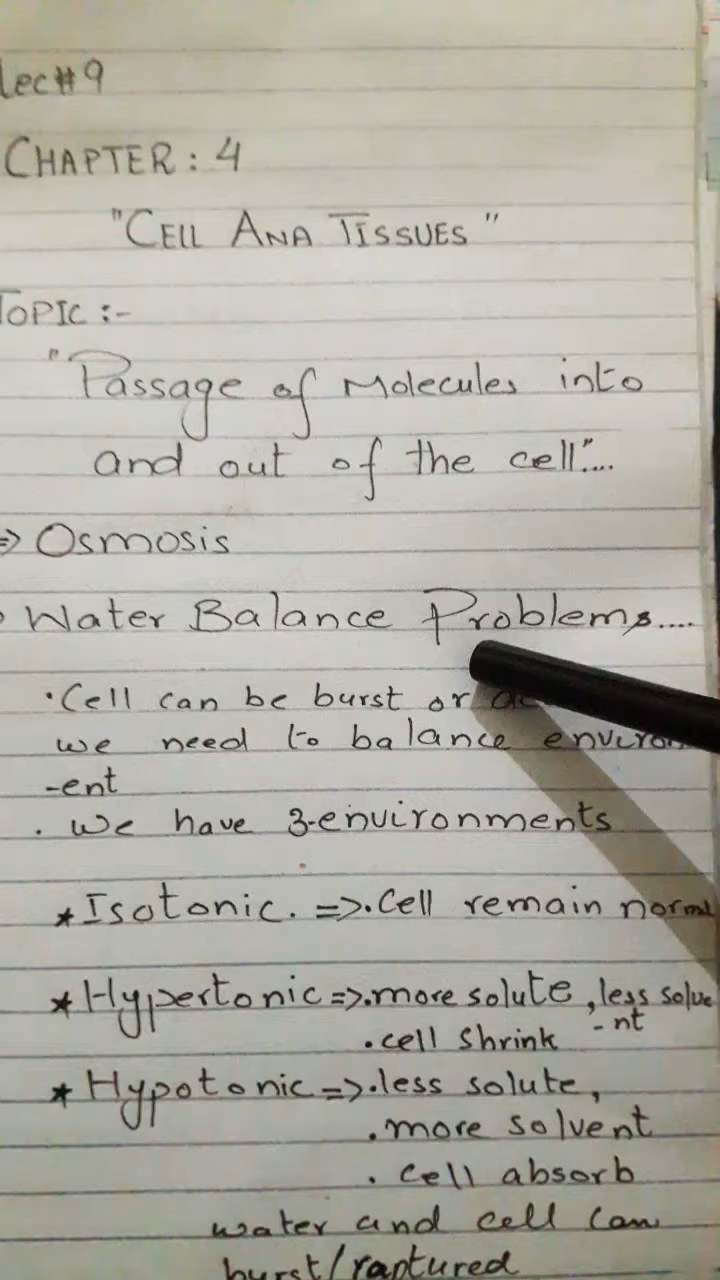 Lec#9
CHAPTER: 4
"CELL ANA TISSUES"
TOPIC :-
"Passage of Molecules into
and out of the cell"....
=> Osmosis
Water Balance Problems....
• Cell can be burst or
we need to balance environ
-ent
. we have 3-environments
* Isotonic. =>. Cell remain normal
* Hypertonic =>. more solute, less solve
-nt
. cell shrink
* Hypotonic =>. less solute,
. more solvent
. Cell absorb
water and cell can
burst/raptured